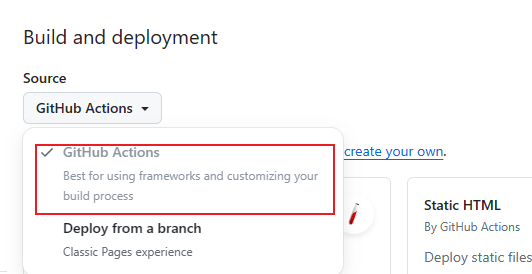 Build and deployment
Source
GitHub Actions
GitHub Actions
Best for using frameworks and customizing your
build process
Deploy from a branch
Classic Pages experience
create your own.
Static HTML
By GitHub Actions
Deploy static files